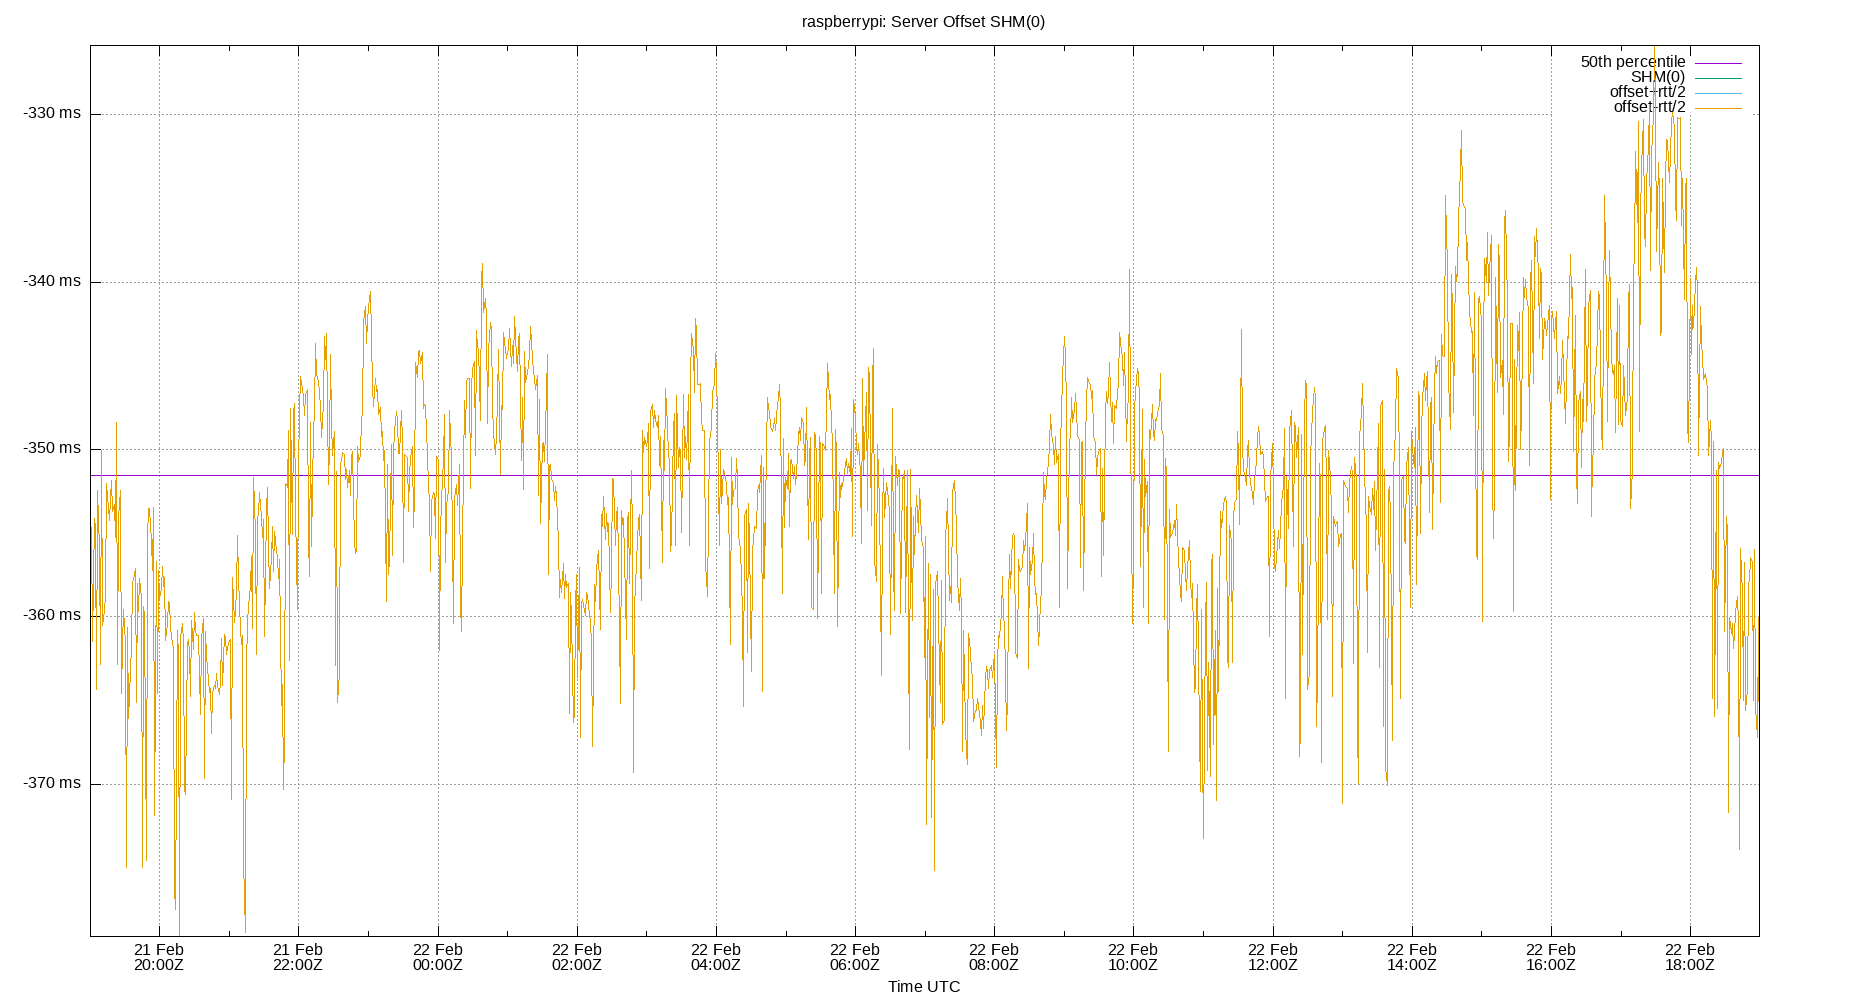 raspberrypi: Server Offset SHM(0)
50th percentile
SHM(0)
offset+rtt/2
offset-rtt/2
-330 ms
-340 ms
-350 ms
-360 ms
-370 ms
21 Feb 21 Feb 22 Feb 22 Feb 22 Feb 22 Feb 22 Feb 22 Feb 22 Feb 22 Feb 22 Feb 22 Feb
20:00Z 22:00Z 00:00Z 02:00Z 04:00Z 06:00Z 08:00Z 10:00Z 12:00Z 14:00Z 16:00Z 18:00Z
Time UTC